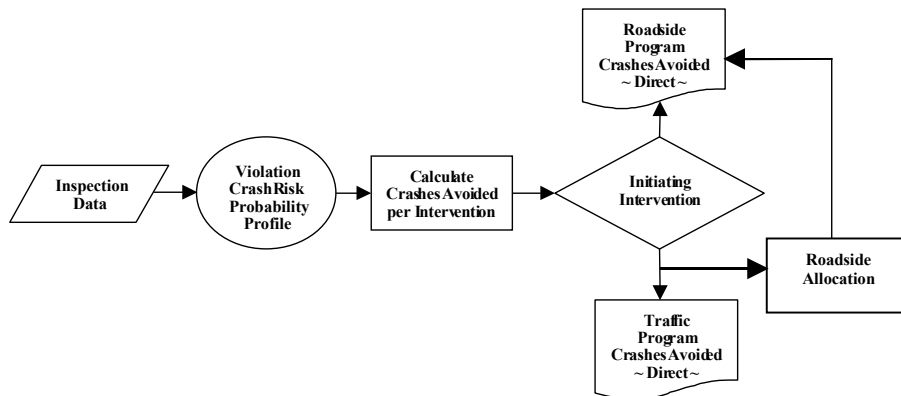 Roadside
Program
Crashes Avoided
~ Direct ~
Inspection
Data
Violation
Crash Risk
Probability
Profile
Calculate
Crashes Avoided
per Intervention
Initiating
Intervention
Roadside
Allocation
Traffic
Program
Crashes Avoided
~ Direct ~